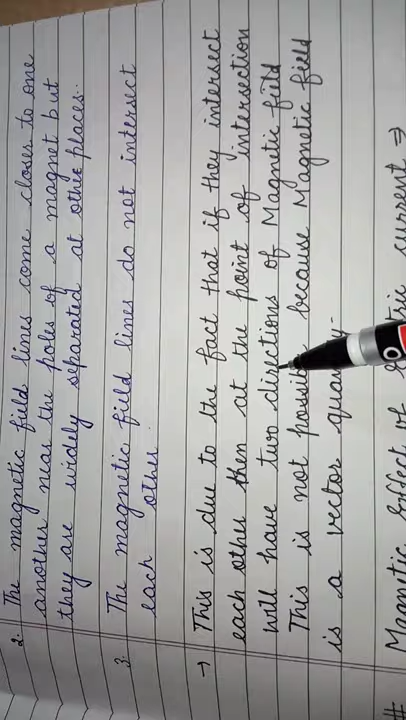 2. The magnetic field lines come closes to one
another near the poles of a magnet but
they are widely separated at other places.
3. The magnetic field lines do not intersect
each other.
→ This is due to the fact that if they intersect
each other then at the point of intersection
will have two directions of Magnetic field
This is not possible because Magnetic field
is a vector quantity.
# Magnetic Effect of current ⇒